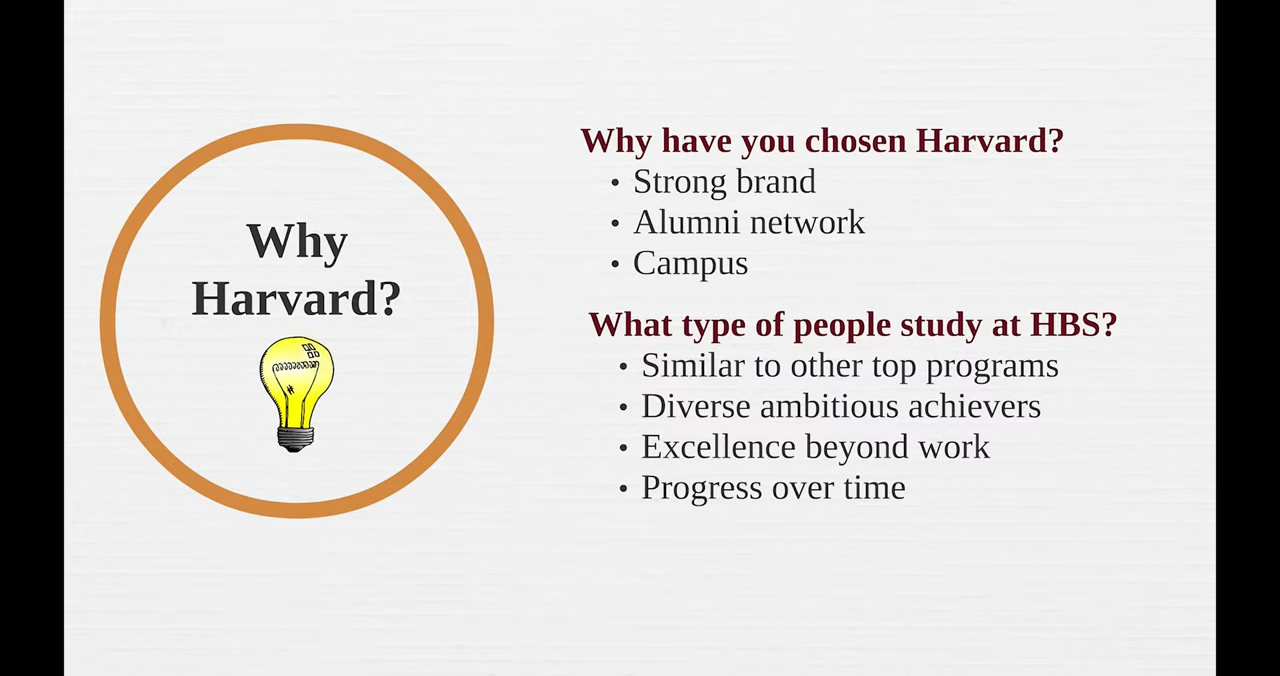 Why
Harvard?
Why have you chosen Harvard?
• Strong brand
• Alumni network
• Campus
What type of people study at HBS?
• Similar to other top programs
• Diverse ambitious achievers
• Excellence beyond work
• Progress over time